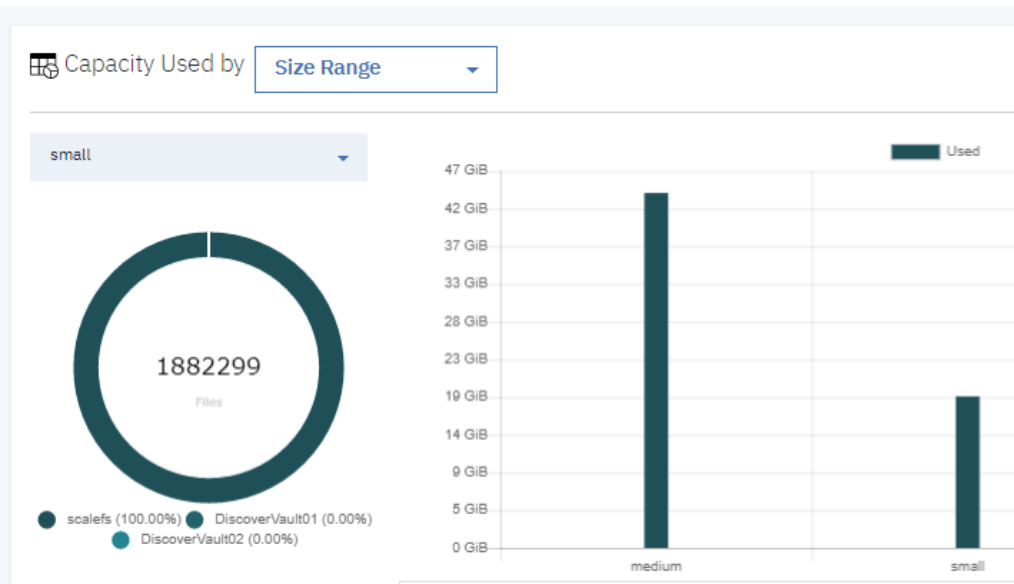 Capacity Used by Size Range
small
1882299
Files
scalefs (100.00%) DiscoverVault01 (0.00%)
DiscoverVault02 (0.00%)
Used
47 GiB
42 GiB
37 GiB
33 GiB
28 GiB
23 GiB
19 GiB
14 GiB
9 GiB
5 GiB
0 GiB
medium small